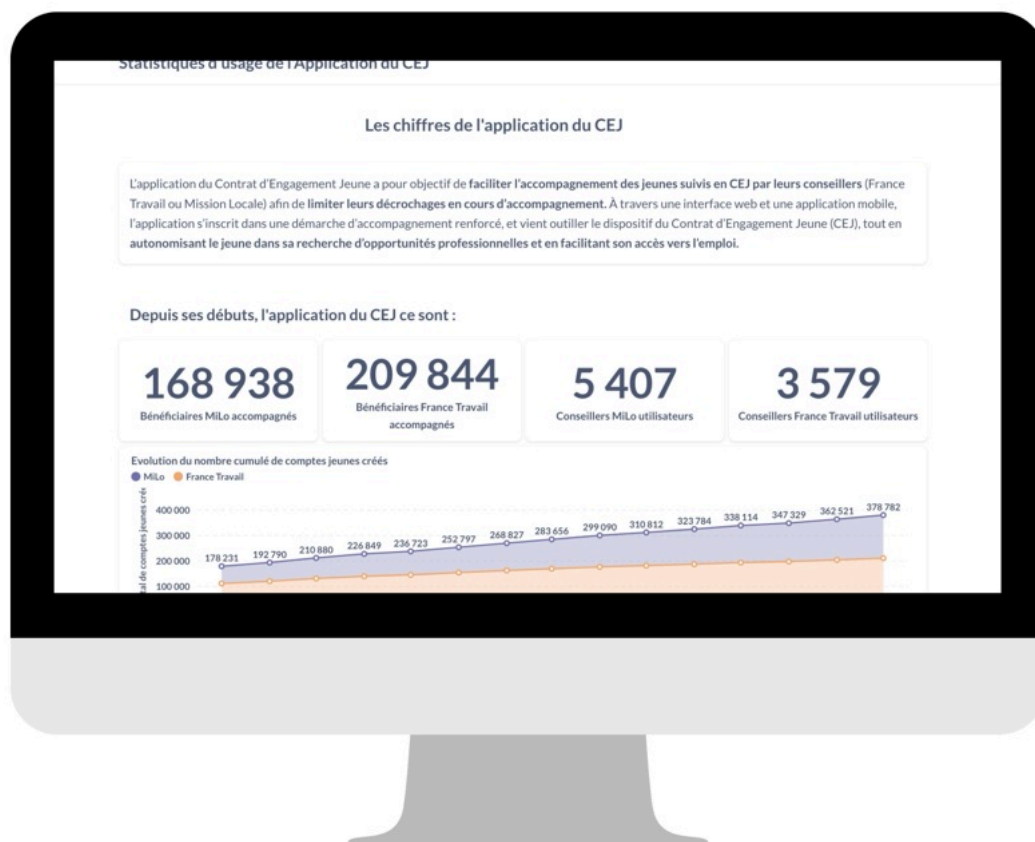 Statistiques d'usage de l'Application du CEJ
Les chiffres de l'application du CEJ
L'application du Contrat d'Engagement Jeune a pour objectif de faciliter l'accompagnement des jeunes suivis en CEJ par leurs conseillers (France
Travail ou Mission Locale) afin de limiter leurs décrochages en cours d'accompagnement. À travers une interface web et une application mobile,
l'application s'inscrit dans une démarche d'accompagnement renforcé, et vient outiller le dispositif du Contrat d'Engagement Jeune (CEJ), tout en
autonomisant le jeune dans sa recherche d'opportunités professionnelles et en facilitant son accès vers l'emploi.
Depuis ses débuts, l'application du CEJ ce sont :
168 938
Bénéficiaires MiLo accompagnés
209 844
Bénéficiaires France Travail
accompagnés
5 407
Conseillers MiLo utilisateurs
3 579
Conseillers France Travail utilisateurs
Evolution du nombre cumulé de comptes jeunes créés
MiLo France Travail
de comptes jeunes
400 000
300 000
200 000
100 000
178 231 192 790 210 880 226 849 236 723 252 797 268 827 283 656 299 090 310 812 323 784 338 114 347 329 362 521 378 782